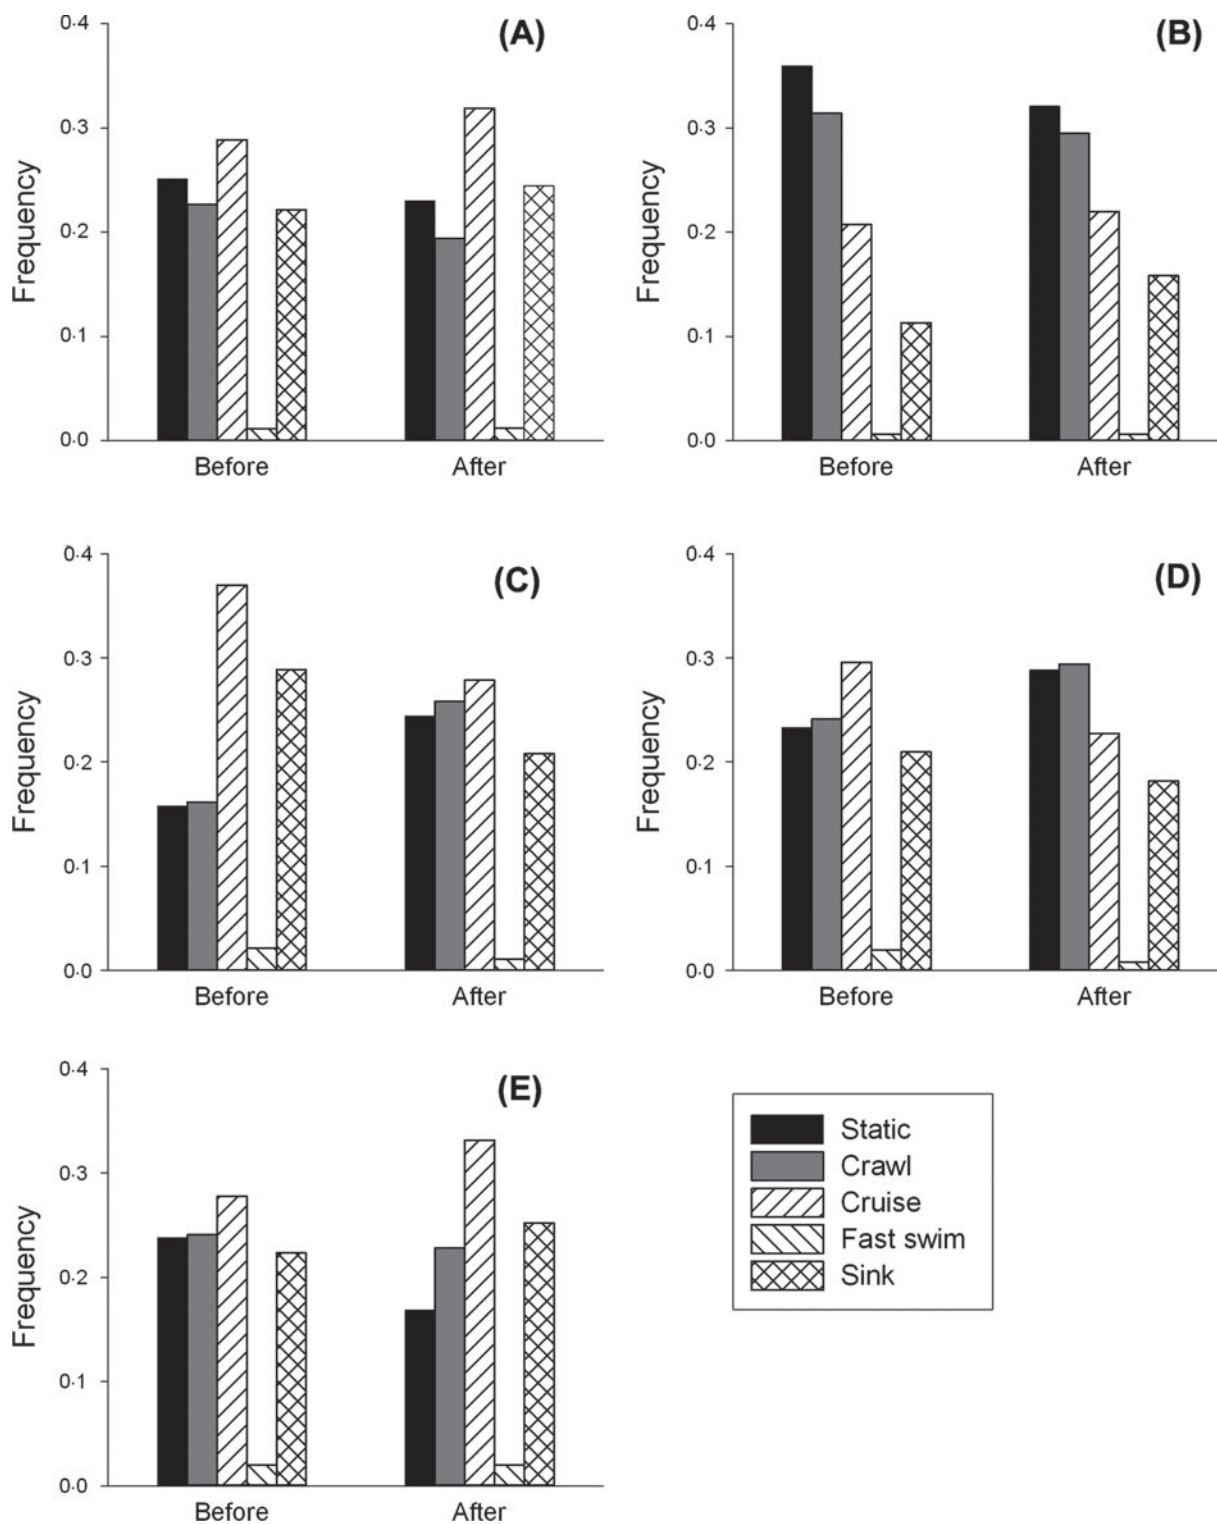 (A)
Frequency
0·4
0·3
0·2
0·1
0·0
Before After
(B)
Frequency
0·4
0·3
0·2
0·1
0·0
Before After
(C)
Frequency
0·4
0·3
0·2
0·1
0·0
Before After
(D)
Frequency
0·4
0·3
0·2
0·1
0·0
Before After
(E)
Frequency
0·4
0·3
0·2
0·1
0·0
Before After
Static
Crawl
Cruise
Fast swim
Sink